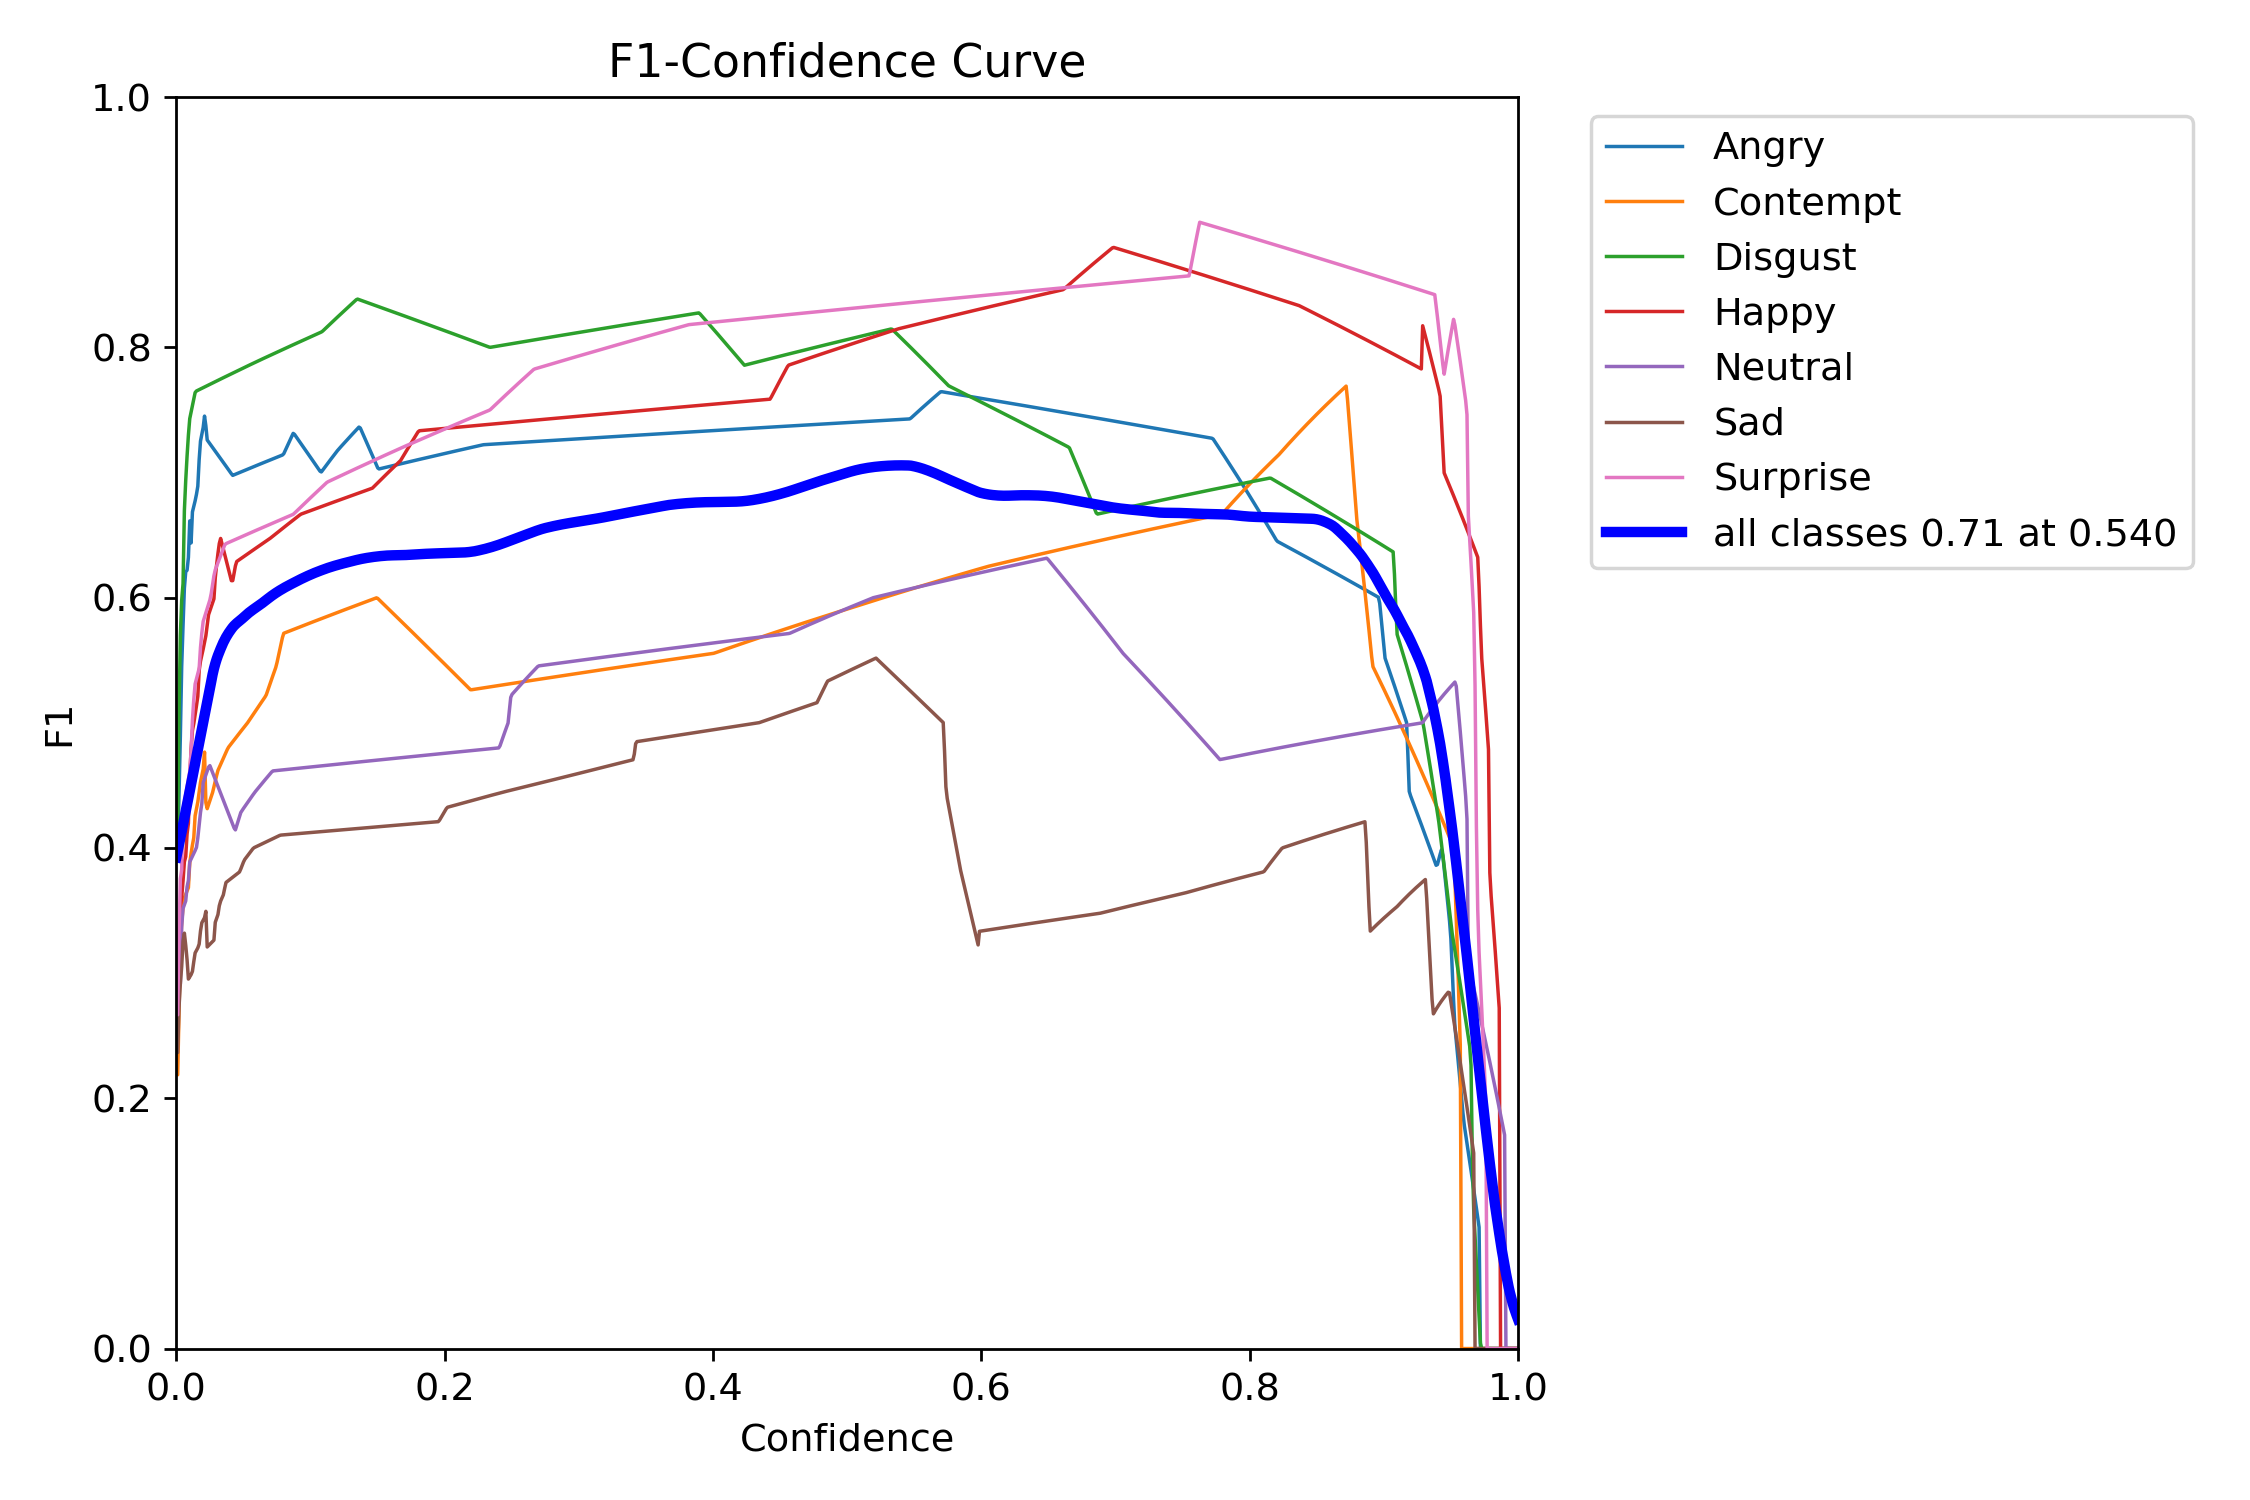 F1-Confidence Curve
1.0
0.8
0.6
0.4
0.2
0.0
F1
0.0 0.2 0.4 0.6 0.8 1.0
Confidence
Angry
Contempt
Disgust
Happy
Neutral
Sad
Surprise
all classes 0.71 at 0.540